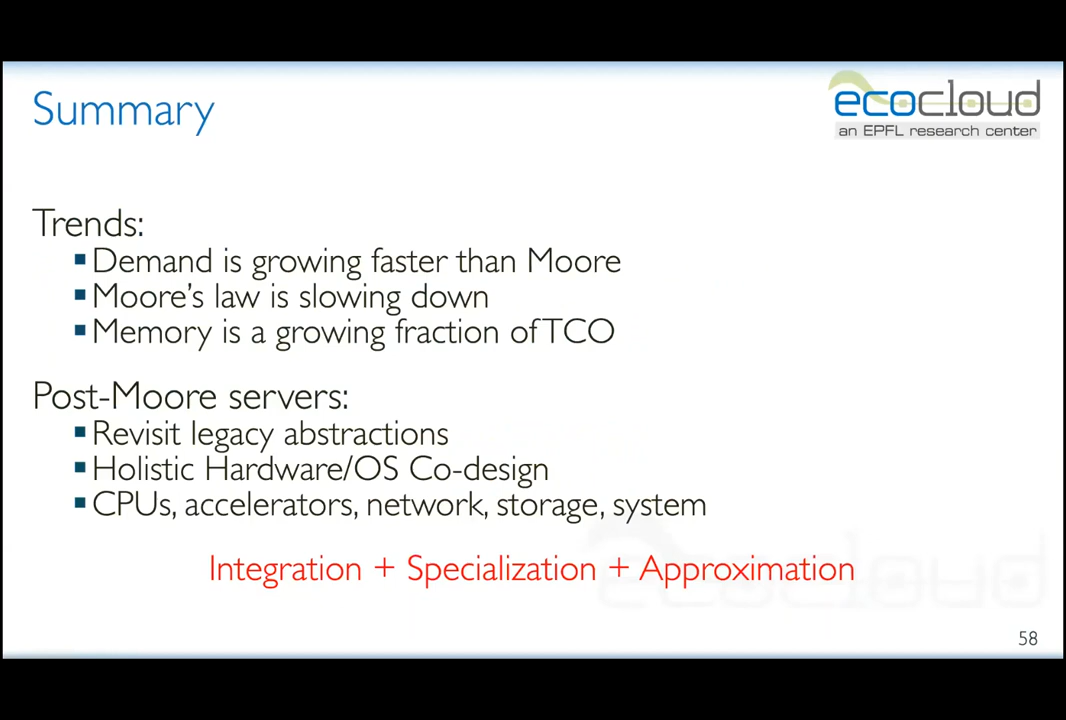 Summary
ecocloud
an EPFL research center
Trends:
▪Demand is growing faster than Moore
▪Moore's law is slowing down
▪Memory is a growing fraction of TCO
Post-Moore servers:
▪Revisit legacy abstractions
▪Holistic Hardware/OS Co-design
▪CPUs, accelerators, network, storage, system
Integration + Specialization + Approximation
ecocloud
58